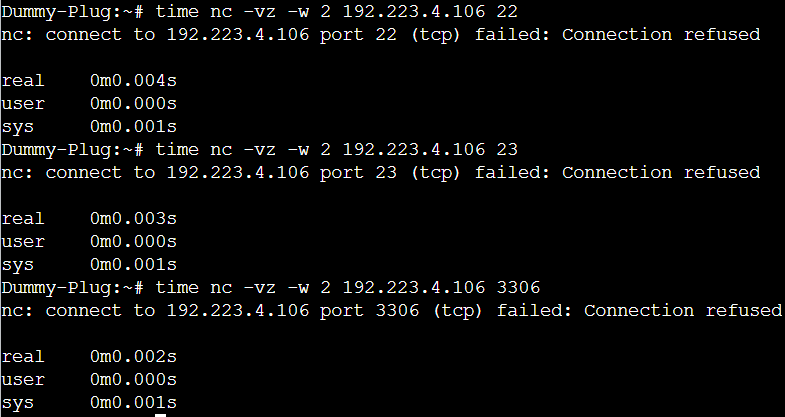 Dummy-Plug:~# time nc -vz -w 2 192.223.4.106 22
nc: connect to 192.223.4.106 port 22 (tcp) failed: Connection refused
real 0m0.004s
user 0m0.000s
sys 0m0.001s
Dummy-Plug:~# time nc -vz -w 2 192.223.4.106 23
nc: connect to 192.223.4.106 port 23 (tcp) failed: Connection refused
real 0m0.003s
user 0m0.000s
sys 0m0.001s
Dummy-Plug:~# time nc -vz -w 2 192.223.4.106 3306
nc: connect to 192.223.4.106 port 3306 (tcp) failed: Connection refused
real 0m0.002s
user 0m0.000s
sys 0m0.001s